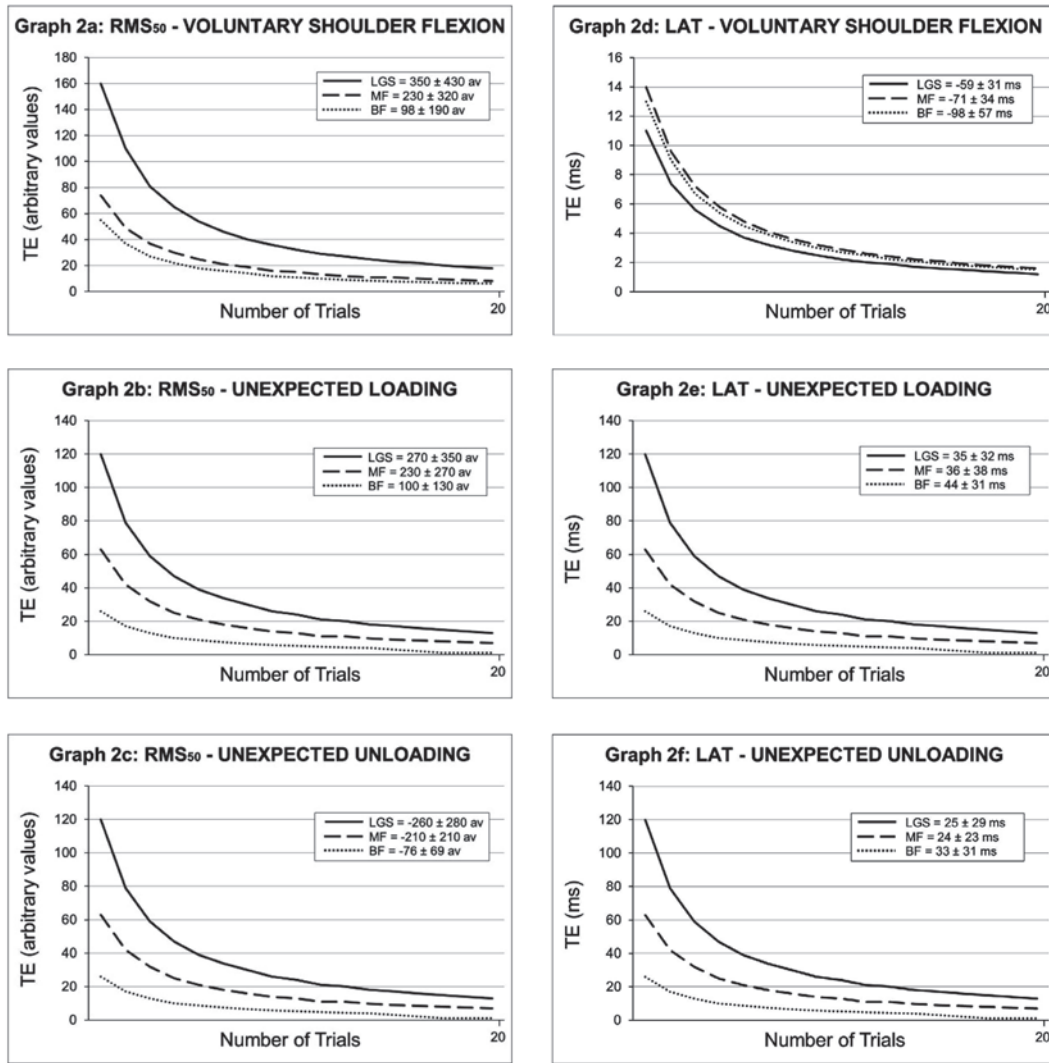 Graph 2a: RMS50 - VOLUNTARY SHOULDER FLEXION
180
160
140
120
100
80
60
40
20
0
TE (arbitrary values)
LGS = 350 ± 430 av
MF = 230 ± 320 av
BF = 98 ± 190 av
Number of Trials
20
Graph 2d: LAT - VOLUNTARY SHOULDER FLEXION
16
14
12
10
8
6
4
2
0
TE (ms)
LGS = -59 ± 31 ms
MF = -71 ± 34 ms
BF = -98 ± 57 ms
Number of Trials
20
Graph 2b: RMS50 - UNEXPECTED LOADING
140
120
100
80
60
40
20
0
TE (arbitrary values)
LGS = 270 ± 350 av
MF = 230 ± 270 av
BF = 100 ± 130 av
Number of Trials
20
Graph 2e: LAT - UNEXPECTED LOADING
140
120
100
80
60
40
20
0
TE (ms)
LGS = 35 ± 32 ms
MF = 36 ± 38 ms
BF = 44 ± 31 ms
Number of Trials
20
Graph 2c: RMS50 - UNEXPECTED UNLOADING
140
120
100
80
60
40
20
0
TE (arbitrary values)
LGS = -260 ± 280 av
MF = -210 ± 210 av
BF = -76 ± 69 av
Number of Trials
20
Graph 2f: LAT - UNEXPECTED UNLOADING
140
120
100
80
60
40
20
0
TE (ms)
LGS = 25 ± 29 ms
MF = 24 ± 23 ms
BF = 33 ± 31 ms
Number of Trials
20